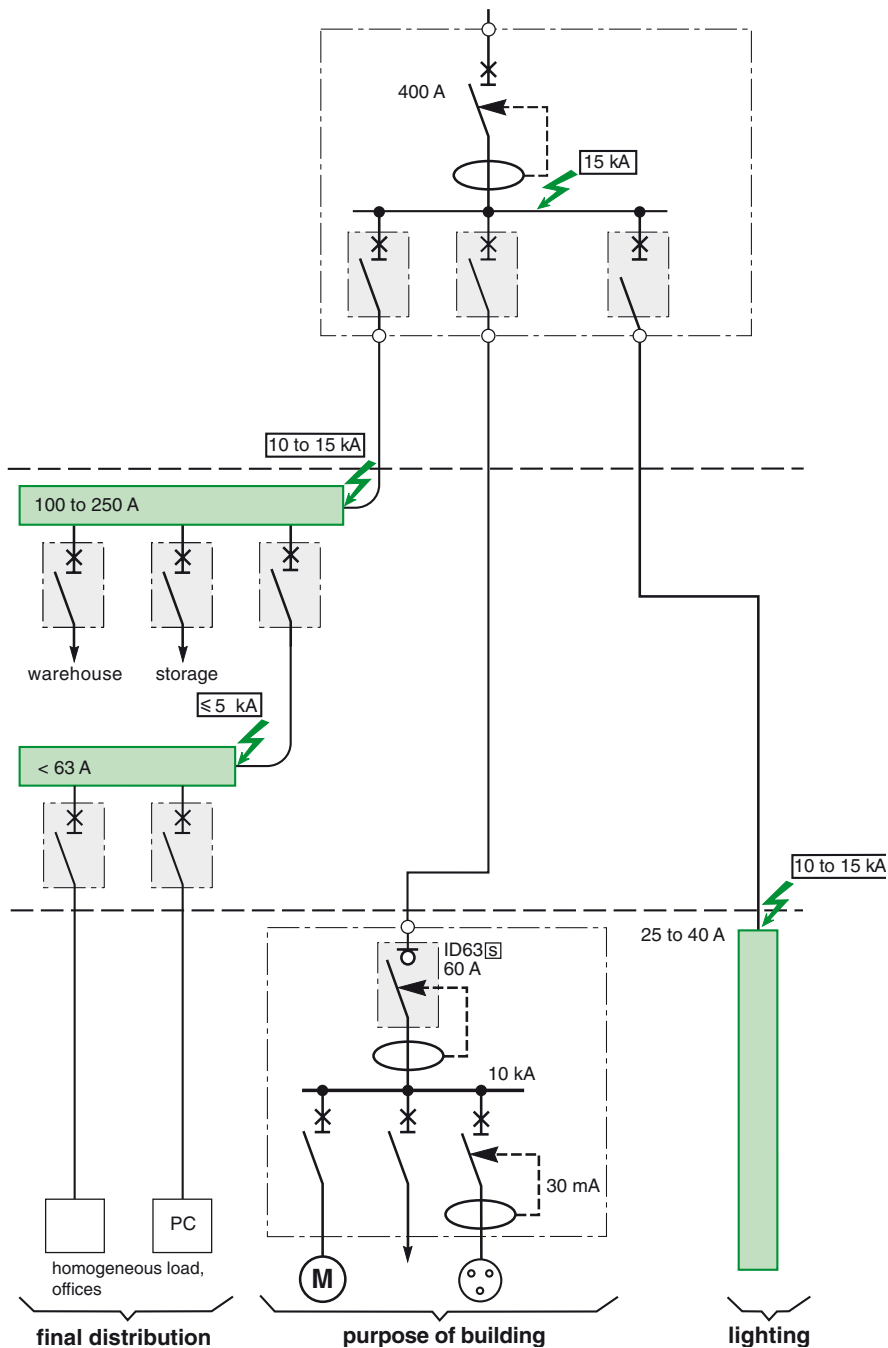 400 A
15 kA
10 to 15 kA
100 to 250 A
warehouse
storage
⩽ 5 kA
< 63 A
10 to 15 kA
25 to 40 A
ID63 S
60 A
10 kA
30 mA
PC
homogeneous load,
offices
M
final distribution
purpose of building
lighting